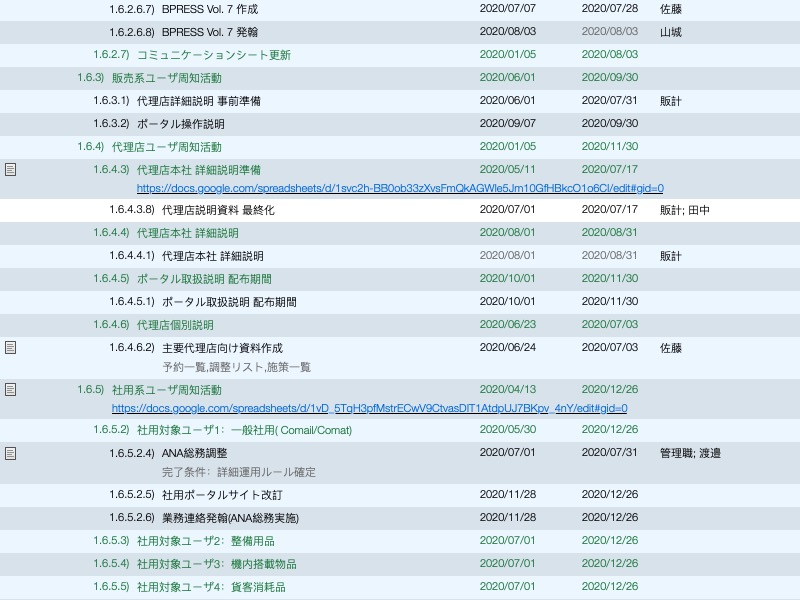 1.6.2.6.7) BPRESS Vol. 7 作成 2020/07/07 2020/07/28 佐藤
1.6.2.6.8) BPRESS Vol. 7 発翰 2020/08/03 2020/08/03 山城
1.6.2.7) コミュニケーションシート更新 2020/01/05 2020/08/03
1.6.3) 販売系ユーザ周知活動 2020/06/01 2020/09/30
1.6.3.1) 代理店詳細説明 事前準備 2020/06/01 2020/07/31 販計
1.6.3.2) ポータル操作説明 2020/09/07 2020/09/30
1.6.4) 代理店ユーザ周知活動 2020/01/05 2020/11/30
1.6.4.3) 代理店本社 詳細説明準備 2020/05/11 2020/07/17
https://docs.google.com/spreadsheets/d/1svc2h-BB0ob33zXvsFmQkAGWle5Jm10GfHBkcO1o6CI/edit#gid=0
1.6.4.3.8) 代理店説明資料 最終化 2020/07/01 2020/07/17 販計; 田中
1.6.4.4) 代理店本社 詳細説明 2020/08/01 2020/08/31
1.6.4.4.1) 代理店本社 詳細説明 2020/08/01 2020/08/31 販計
1.6.4.5) ポータル取扱説明 配布期間 2020/10/01 2020/11/30
1.6.4.5.1) ポータル取扱説明 配布期間 2020/10/01 2020/11/30
1.6.4.6) 代理店個別説明 2020/06/23 2020/07/03
1.6.4.6.2) 主要代理店向け資料作成 2020/06/24 2020/07/03 佐藤
予約一覧,調整リスト,施策一覧
1.6.5) 社用系ユーザ周知活動 2020/04/13 2020/12/26
https://docs.google.com/spreadsheets/d/1vD_5TqH3pfMstrECwV9CtvasDlT1AtdpUJ7BKpv_4nY/edit#gid=0
1.6.5.2) 社用対象ユーザ1：一般社用( Comail/Comat) 2020/05/30 2020/12/26
1.6.5.2.4) ANA総務調整 2020/07/01 2020/07/31 管理職; 渡邉
完了条件：詳細運用ルール確定
1.6.5.2.5) 社用ポータルサイト改訂 2020/11/28 2020/12/26
1.6.5.2.6) 業務連絡発翰(ANA総務実施) 2020/11/28 2020/12/26
1.6.5.3) 社用対象ユーザ2：整備用品 2020/07/01 2020/12/26
1.6.5.4) 社用対象ユーザ3：機内搭載物品 2020/07/01 2020/12/26
1.6.5.5) 社用対象ユーザ4：貨客消耗品 2020/07/01 2020/12/26